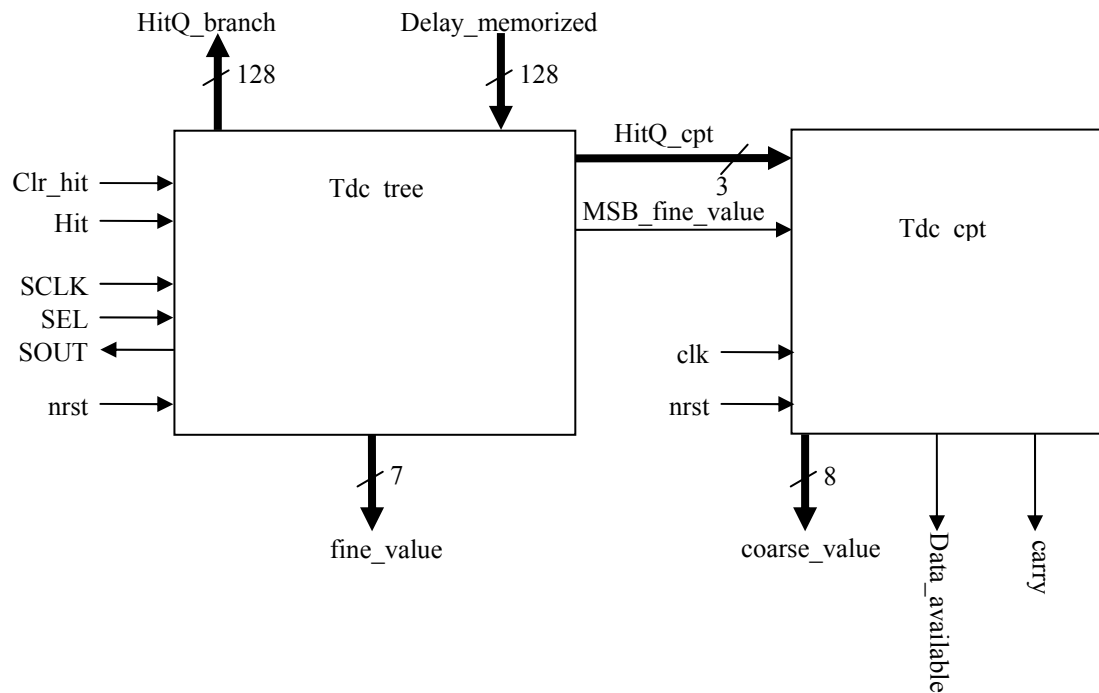 HitQ_branch
Delay_memorized
128
128
HitQ_cpt
3
Clr_hit
Tdc tree
MSB_fine_value
Hit
Tdc cpt
SCLK
SEL
SOUT
clk
nrst
nrst
7
8
fine_value
coarse_value
Data_available
carry